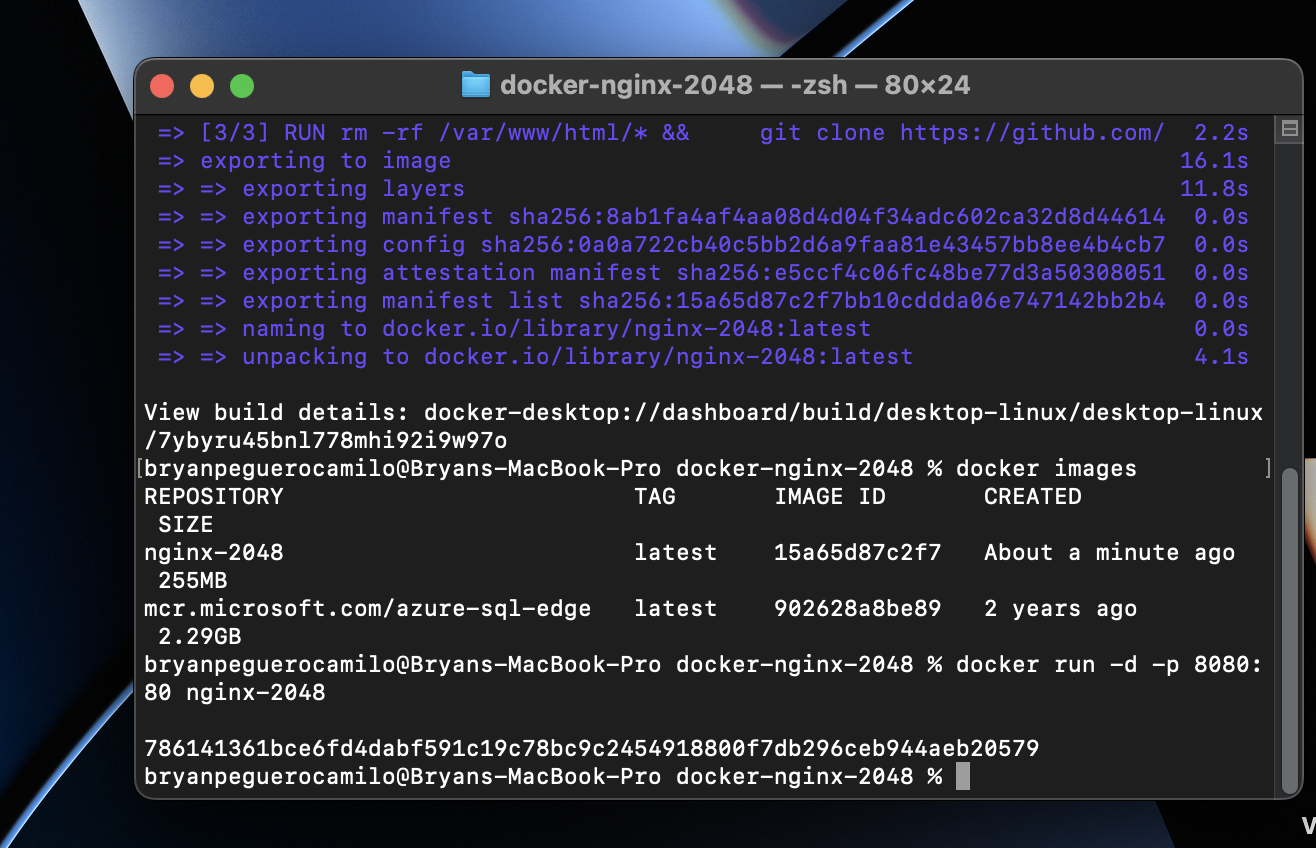 docker-nginx-2048 — -zsh — 80×24
=> [3/3] RUN rm -rf /var/www/html/* &&     git clone https://github.com/  2.2s
=> exporting to image                                                    16.1s
=> => exporting layers                                                   11.8s
=> => exporting manifest sha256:8ab1fa4af4aa08d4d04f34adc602ca32d8d44614  0.0s
=> => exporting config sha256:0a0a722cb40c5bb2d6a9faa81e43457bb8ee4b4cb7  0.0s
=> => exporting attestation manifest sha256:e5ccf4c06fc48be77d3a50308051  0.0s
=> => exporting manifest list sha256:15a65d87c2f7bb10cddda06e747142bb2b4  0.0s
=> => naming to docker.io/library/nginx-2048:latest                       0.0s
=> => unpacking to docker.io/library/nginx-2048:latest                    4.1s
View build details: docker-desktop://dashboard/build/desktop-linux/desktop-linux
/7ybyru45bnl778mhi92i9w97o
[bryanpeguerocamilo@Bryans-MacBook-Pro docker-nginx-2048 % docker images         ]
REPOSITORY                         TAG       IMAGE ID       CREATED
SIZE
nginx-2048                         latest    15a65d87c2f7   About a minute ago
255MB
mcr.microsoft.com/azure-sql-edge   latest    902628a8be89   2 years ago
2.29GB
bryanpeguerocamilo@Bryans-MacBook-Pro docker-nginx-2048 % docker run -d -p 8080:
80 nginx-2048
786141361bce6fd4dabf591c19c78bc9c2454918800f7db296ceb944aeb20579
bryanpeguerocamilo@Bryans-MacBook-Pro docker-nginx-2048 %